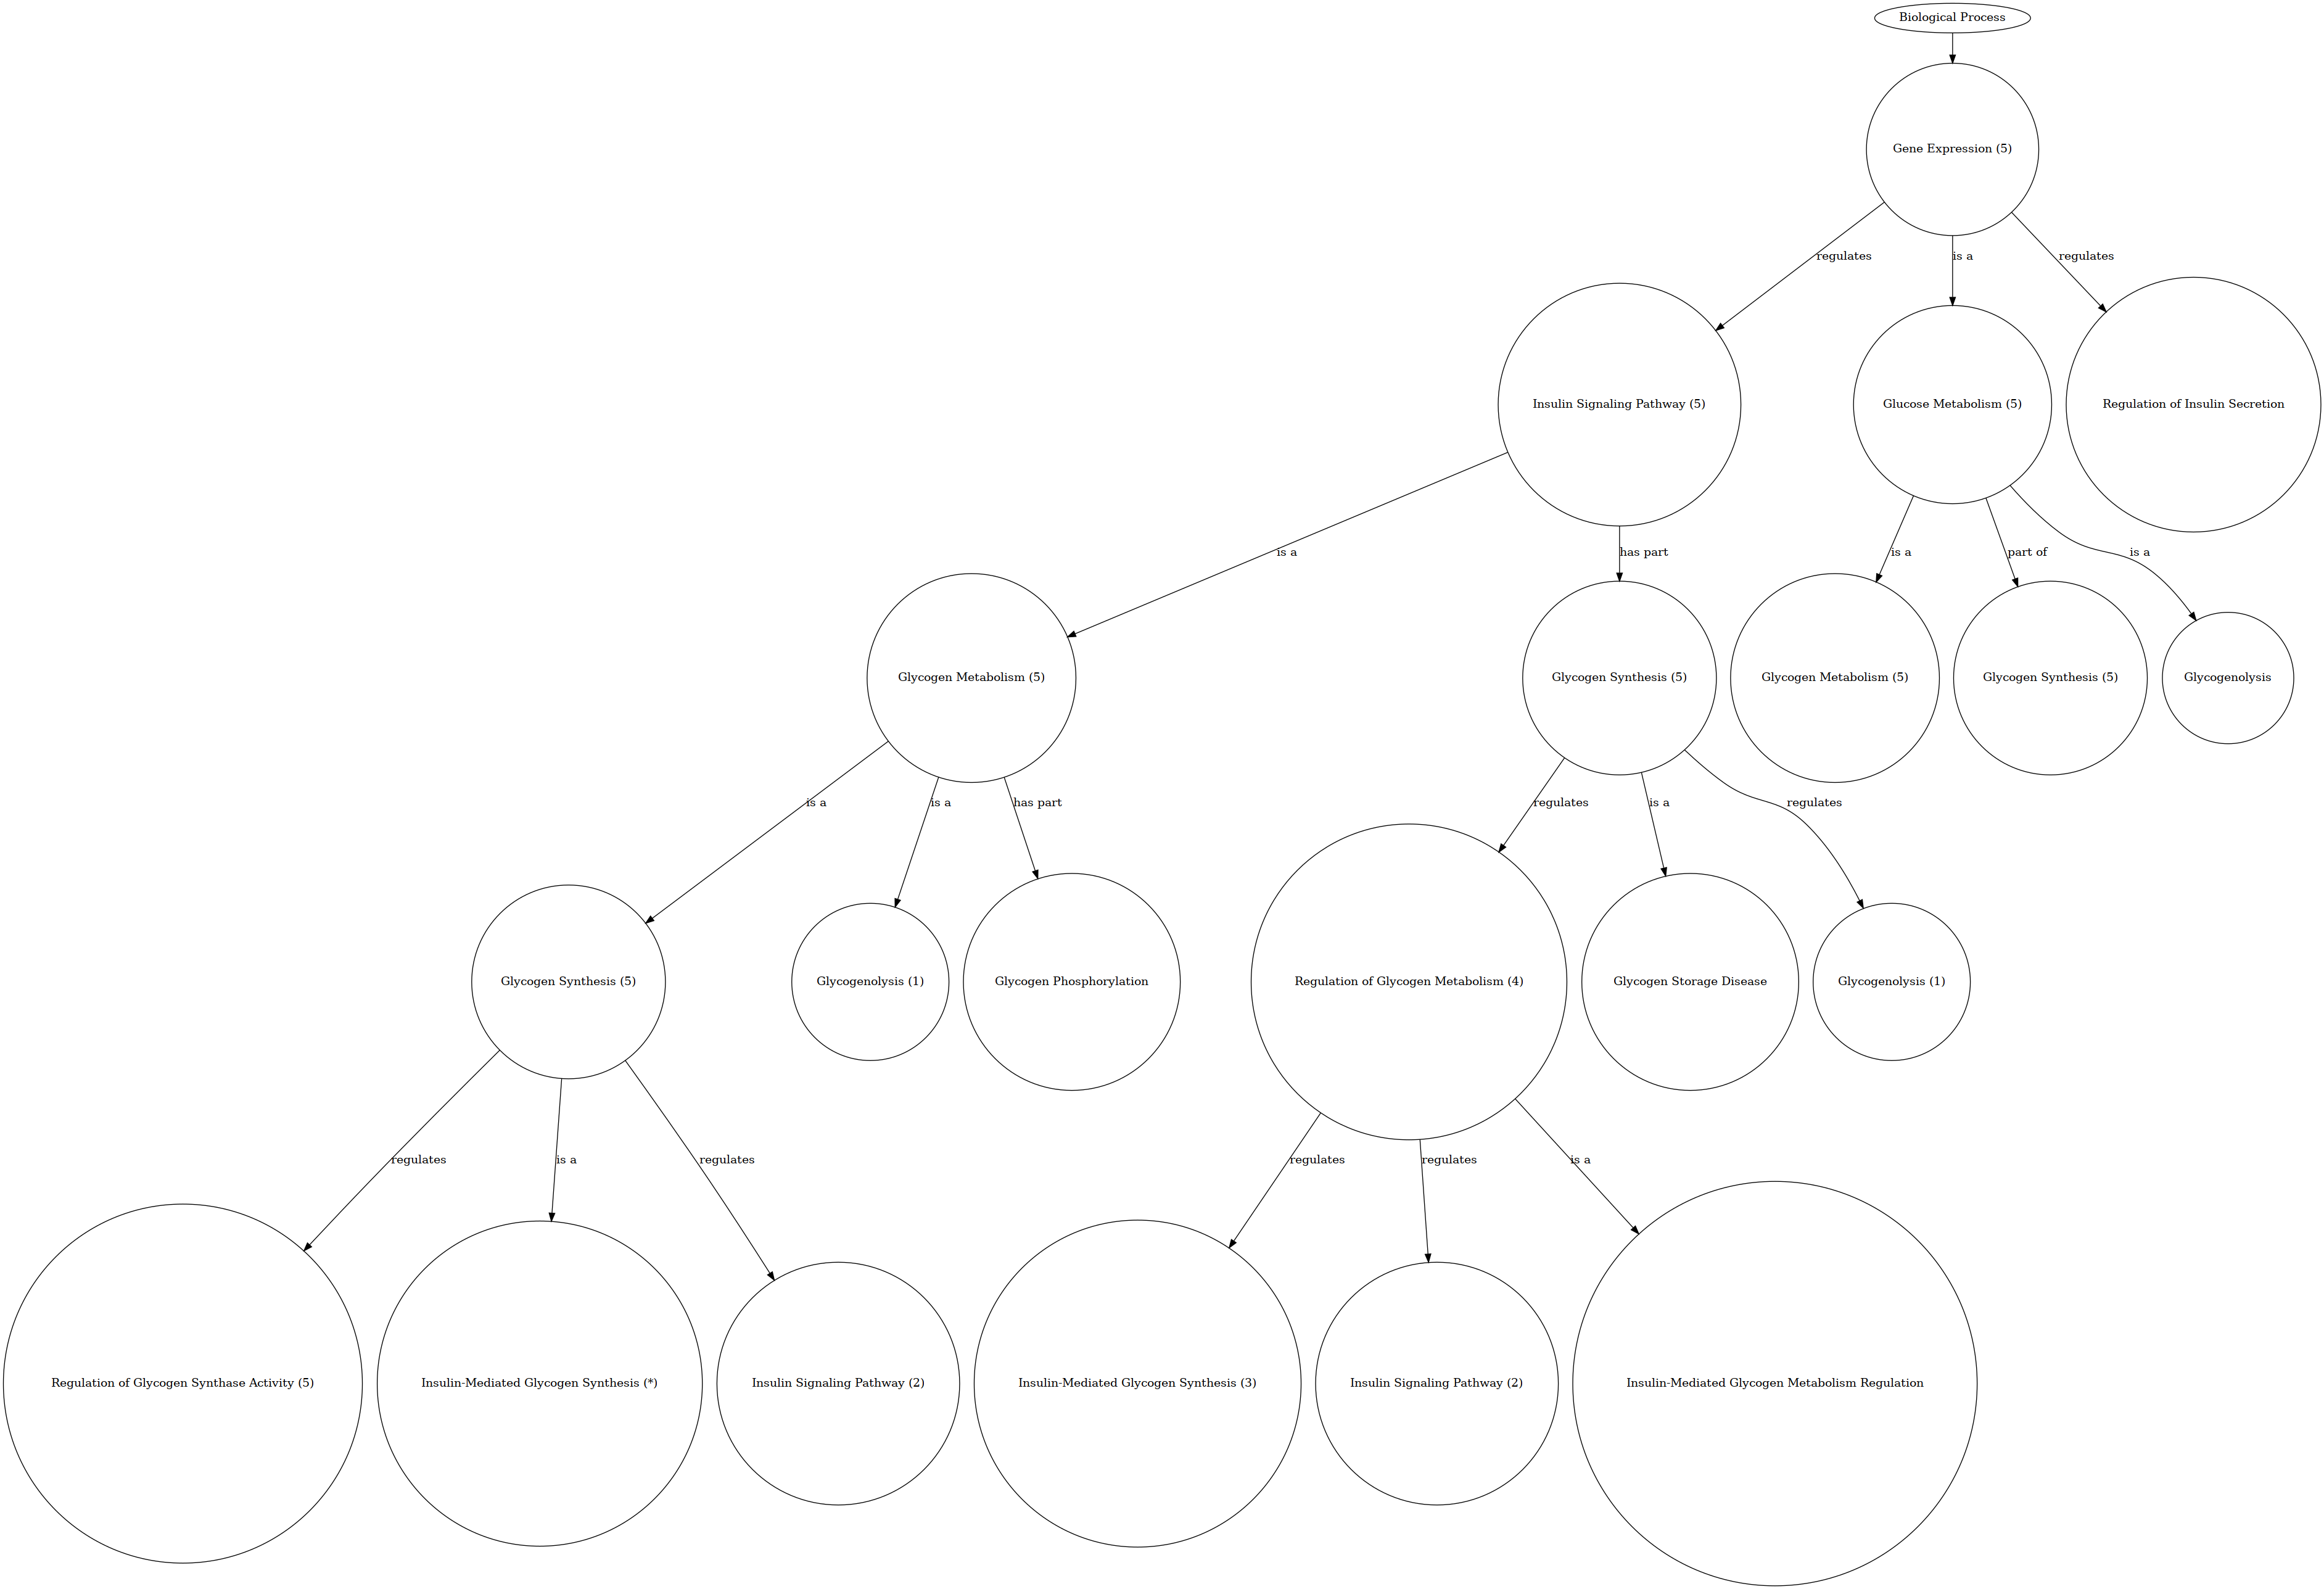 Biological Process
Gene Expression (5)
regulates
is a
regulates
Insulin Signaling Pathway (5)
Glucose Metabolism (5)
Regulation of Insulin Secretion
is a
has part
is a
part of
is a
Glycogen Metabolism (5)
Glycogen Synthesis (5)
Glycogen Metabolism (5)
Glycogen Synthesis (5)
Glycogenolysis
is a
is a
has part
regulates
is a
regulates
Glycogen Synthesis (5)
Glycogenolysis (1)
Glycogen Phosphorylation
Regulation of Glycogen Metabolism (4)
Glycogen Storage Disease
Glycogenolysis (1)
regulates
is a
regulates
regulates
regulates
is a
Regulation of Glycogen Synthase Activity (5)
Insulin-Mediated Glycogen Synthesis (*)
Insulin Signaling Pathway (2)
Insulin-Mediated Glycogen Synthesis (3)
Insulin Signaling Pathway (2)
Insulin-Mediated Glycogen Metabolism Regulation